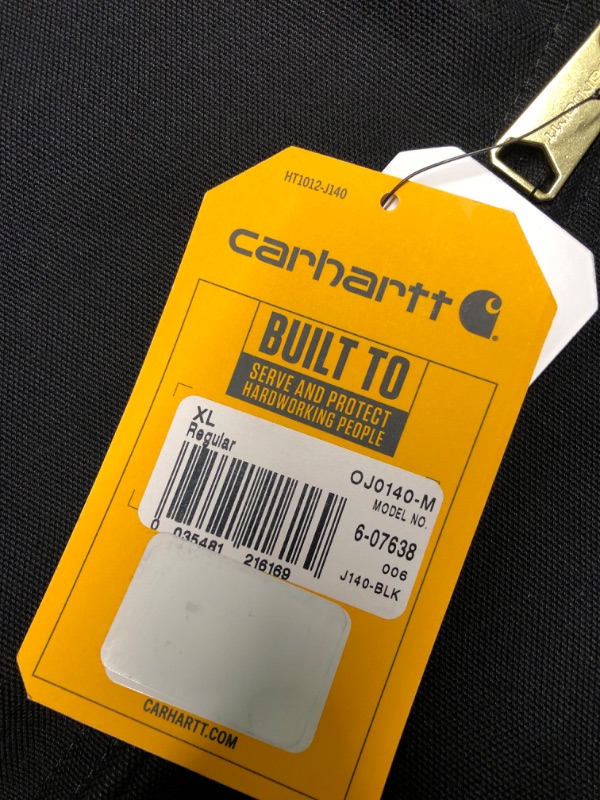 HT1012-J140
carhartt
BUILT TO
SERVE AND PROTECT
HARDWORKING PEOPLE
XL
Regular
OJ0140-M
MODEL NO.
6-07638
006
J140-BLK
0 035481 216169
CARHARTT.COM